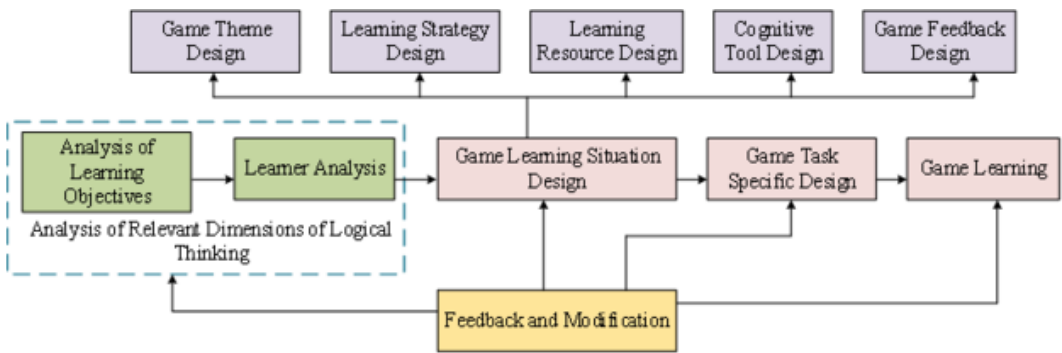 Game Theme
Design
Learning Strategy
Design
Learning
Resource Design
Cognitive
Tool Design
Game Feedback
Design
Analysis of
Learning
Objectives
Learner Analysis
Game Learning Situation
Design
Game Task
Specific Design
Game Learning
Analysis of Relevant Dimensions of Logical
Thinking
Feedback and Modification